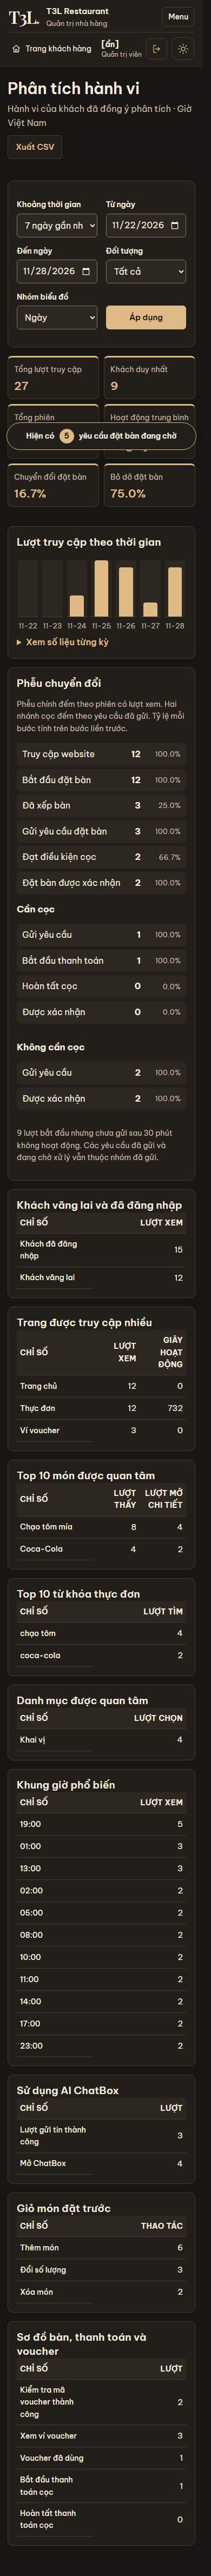 T3L.
T3L Restaurant
Quản trị nhà hàng
Menu
Trang khách hàng
[ẩn]
Quản trị viên
Phân tích hành vi
Hành vi của khách đã đồng ý phân tích · Giờ
Việt Nam
Xuất CSV
Khoảng thời gian
Từ ngày
7 ngày gần nh
11/22/2026
Đến ngày
Đối tượng
11/28/2026
Tất cả
Nhóm biểu đồ
Ngày
Áp dụng
Tổng lượt truy cập
27
Khách duy nhất
9
Tổng phiên
Hoạt động trung bình
Hiện có 5 yêu cầu đặt bàn đang chờ
Chuyển đổi đặt bàn
16.7%
Bỏ dở đặt bàn
75.0%
Lượt truy cập theo thời gian
11-22 11-23 11-24 11-25 11-26 11-27 11-28
Xem số liệu từng kỳ
Phễu chuyển đổi
Phễu chính đếm theo phiên có lượt xem. Hai
nhánh cọc đếm theo yêu cầu đã gửi. Tỷ lệ mỗi
bước tính trên bước liền trước.
Truy cập website 12 100.0%
Bắt đầu đặt bàn 12 100.0%
Đã xếp bàn 3 25.0%
Gửi yêu cầu đặt bàn 3 100.0%
Đạt điều kiện cọc 2 66.7%
Đặt bàn được xác nhận 2 100.0%
Cần cọc
Gửi yêu cầu 1 100.0%
Bắt đầu thanh toán 1 100.0%
Hoàn tất cọc 0 0.0%
Được xác nhận 0 0.0%
Không cần cọc
Gửi yêu cầu 2 100.0%
Được xác nhận 2 100.0%
9 lượt bắt đầu nhưng chưa gửi sau 30 phút
không hoạt động. Các yêu cầu đã gửi và
đang chờ xử lý vẫn thuộc nhóm đã gửi.
Khách vãng lai và đã đăng nhập
CHỈ SỐ LƯỢT XEM
Khách đã đăng
nhập 15
Khách vãng lai 12
Trang được truy cập nhiều
CHỈ SỐ LƯỢT XEM GIÂY HOẠT ĐỘNG
Trang chủ 12 0
Thực đơn 12 732
Ví voucher 3 0
Top 10 món được quan tâm
CHỈ SỐ LƯỢT THẤY LƯỢT MỞ CHI TIẾT
Chạo tôm mía 8 4
Coca-Cola 4 2
Top 10 từ khóa thực đơn
CHỈ SỐ LƯỢT TÌM
chạo tôm 4
coca-cola 2
Danh mục được quan tâm
CHỈ SỐ LƯỢT CHỌN
Khai vị 4
Khung giờ phổ biến
CHỈ SỐ LƯỢT XEM
19:00 5
01:00 3
13:00 3
02:00 2
05:00 2
08:00 2
10:00 2
11:00 2
14:00 2
17:00 2
23:00 2
Sử dụng AI ChatBox
CHỈ SỐ LƯỢT
Lượt gửi tin thành
công 3
Mở ChatBox 4
Giỏ món đặt trước
CHỈ SỐ THAO TÁC
Thêm món 6
Đổi số lượng 3
Xóa món 2
Sơ đồ bàn, thanh toán và
voucher
CHỈ SỐ LƯỢT
Kiểm tra mã
voucher thành
công 2
Xem ví voucher 3
Voucher đã dùng 1
Bắt đầu thanh
toán cọc 1
Hoàn tất thanh
toán cọc 0